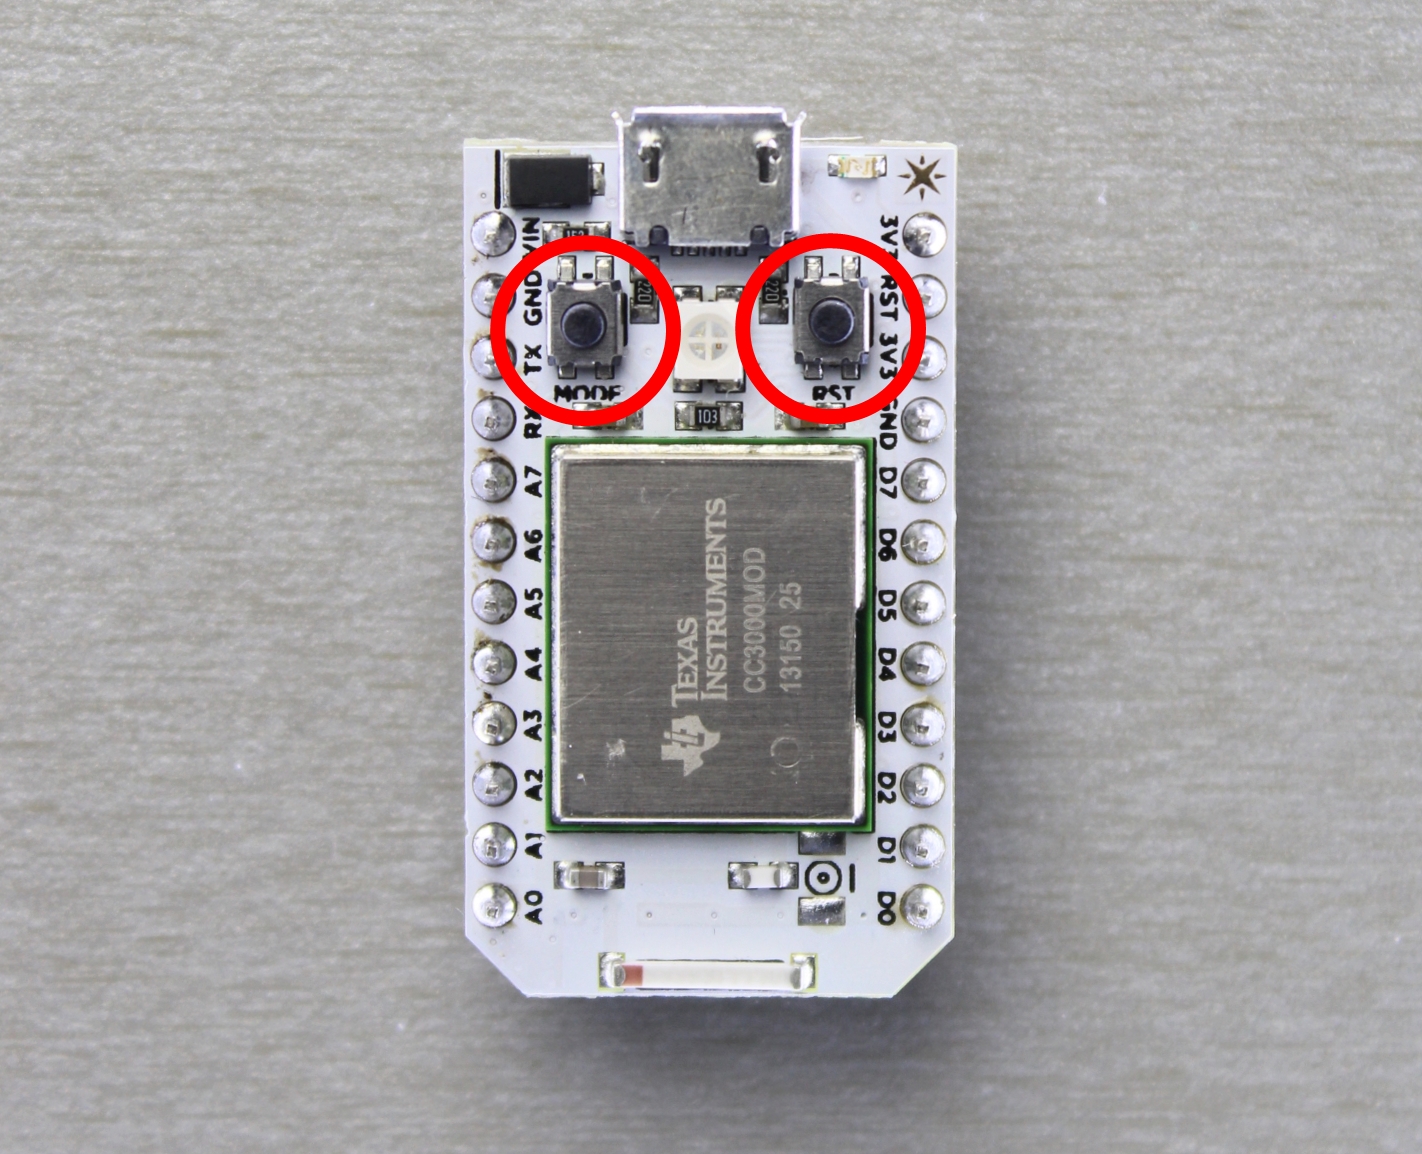 VIN
GND
TX
RX
A7
A6
A5
A4
A3
A2
A1
A0
220
220
MODE
RST
103
TEXAS
INSTRUMENTS
CC3000MOD
13150 25
3V3
RST
3V3
GND
D7
D6
D5
D4
D3
D2
D1
D0